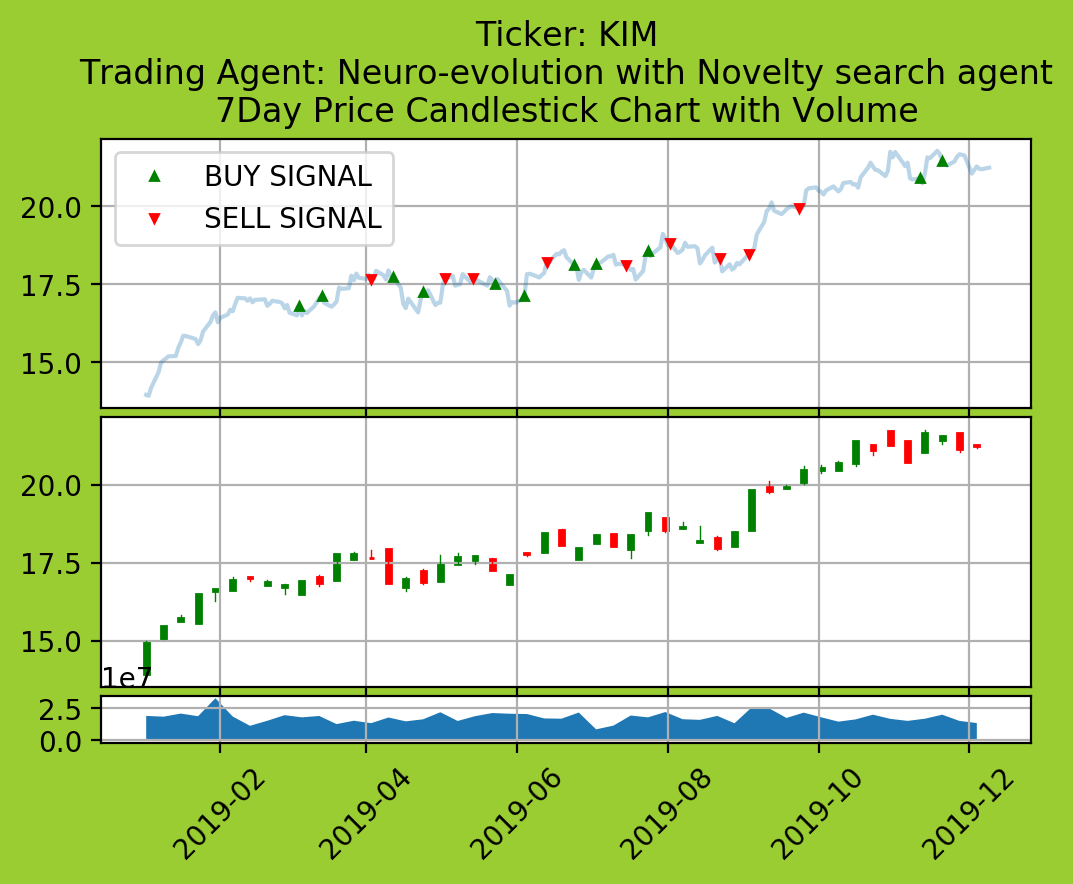 Ticker: KIM
Trading Agent: Neuro-evolution with Novelty search agent
7Day Price Candlestick Chart with Volume
BUY SIGNAL
SELL SIGNAL
20.0
17.5
15.0
20.0
17.5
15.0
1e7
2.5
0.0
2019-02
2019-04
2019-06
2019-08
2019-10
2019-12